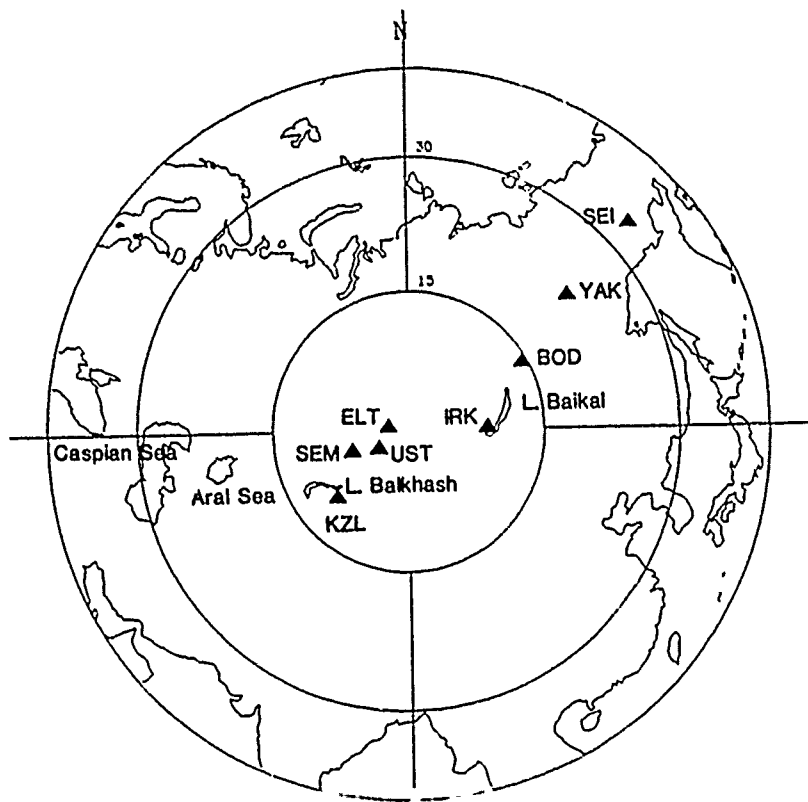 N
30
SEI
15
YAK
BOD
L. Baikal
ELT
IRK
SEM
UST
Caspian Sea
Aral Sea
L. Balkhash
KZL